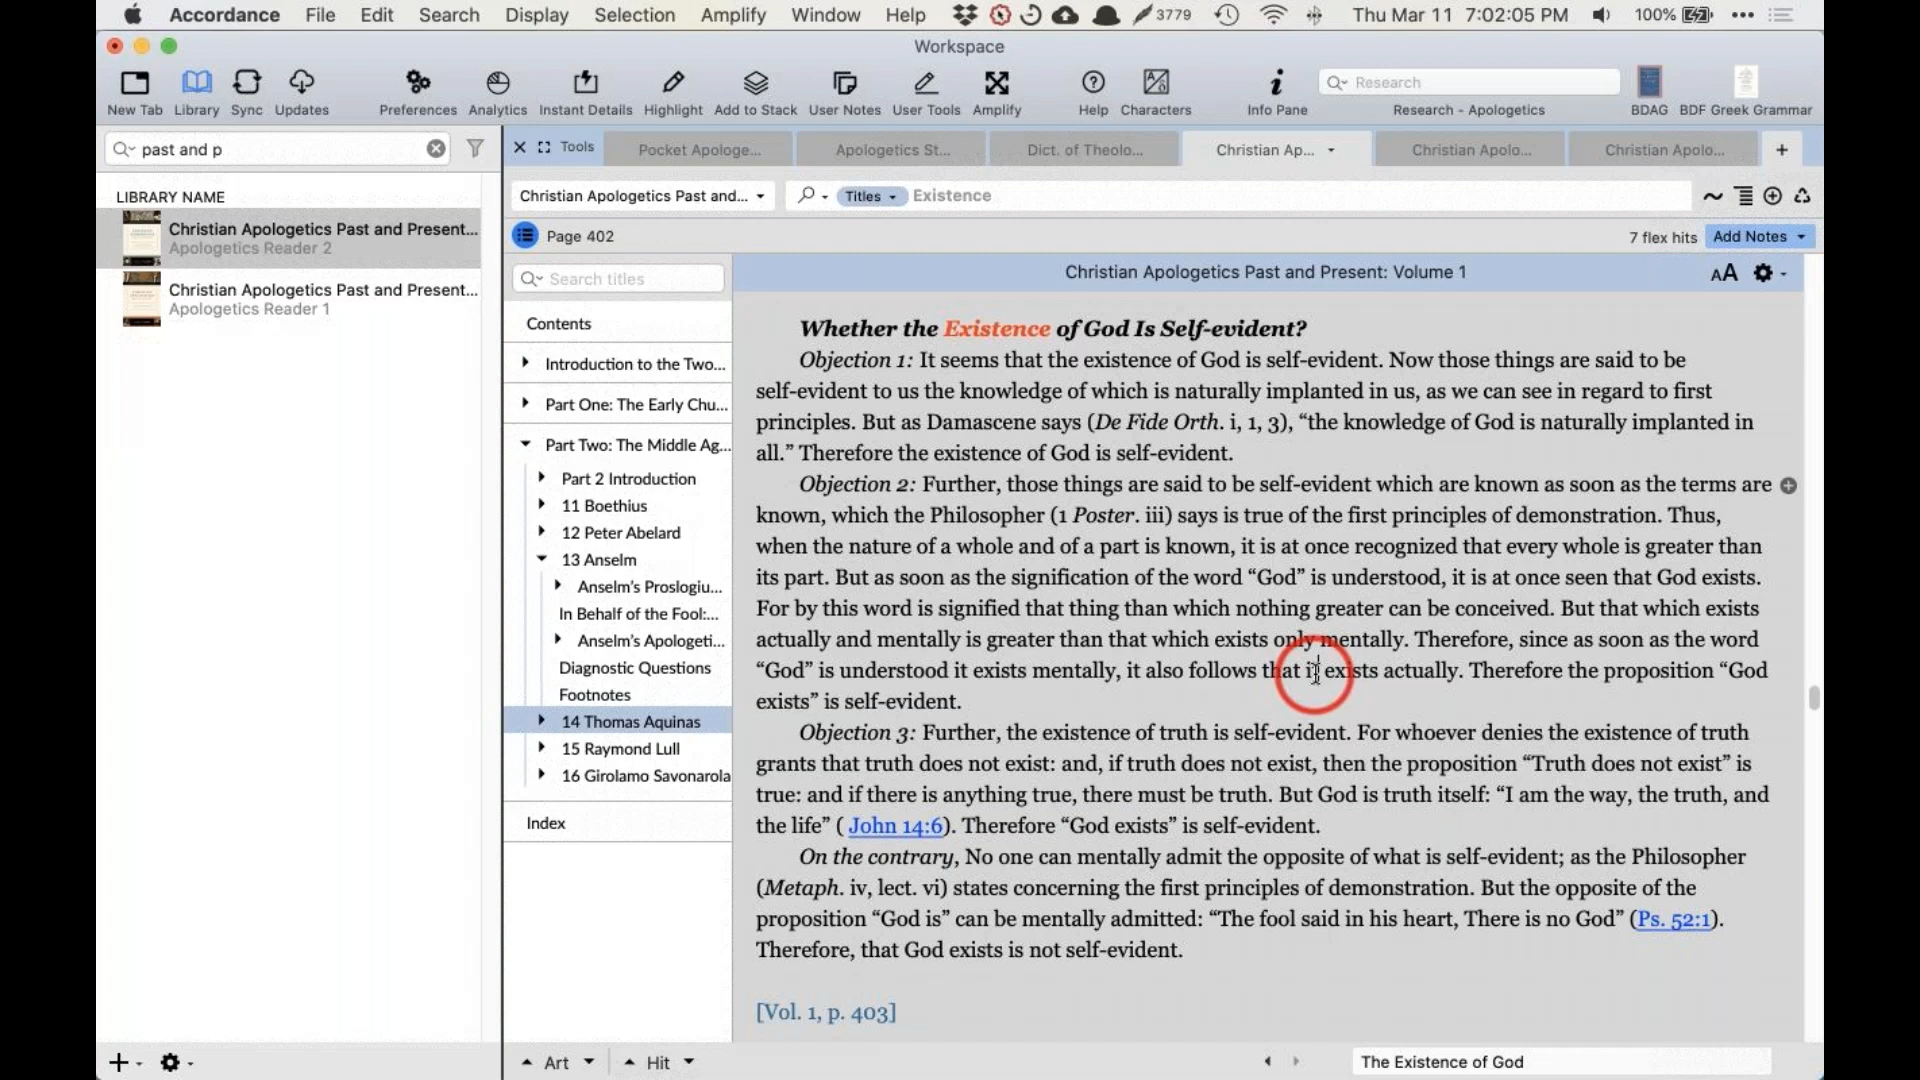 Accordance File Edit Search Display Selection Amplify Window Help 3779 Thu Mar 11 7:02:05 PM 100%
Workspace
New Tab Library Sync Updates Preferences Analytics Instant Details Highlight Add to Stack User Notes User Tools Amplify Help Characters Info Pane Research Research - Apologetics BDAG BDF Greek Grammar
past and p
LIBRARY NAME
Christian Apologetics Past and Present...
Apologetics Reader 2
Christian Apologetics Past and Present...
Apologetics Reader 1
Tools Pocket Apologe... Apologetics St... Dict. of Theolo... Christian Ap... Christian Apolo... Christian Apolo...
Christian Apologetics Past and... Titles Existence
Page 402 7 flex hits Add Notes
Search titles
Contents
Introduction to the Two...
Part One: The Early Chu...
Part Two: The Middle Ag...
Part 2 Introduction
11 Boethius
12 Peter Abelard
13 Anselm
Anselm's Proslogiu...
In Behalf of the Fool:...
Anselm's Apologeti...
Diagnostic Questions
Footnotes
14 Thomas Aquinas
15 Raymond Lull
16 Girolamo Savonarola
Index
Christian Apologetics Past and Present: Volume 1 AA
Whether the Existence of God Is Self-evident?
Objection 1: It seems that the existence of God is self-evident. Now those things are said to be
self-evident to us the knowledge of which is naturally implanted in us, as we can see in regard to first
principles. But as Damascene says (De Fide Orth. i, 1, 3), “the knowledge of God is naturally implanted in
all.” Therefore the existence of God is self-evident.
Objection 2: Further, those things are said to be self-evident which are known as soon as the terms are
known, which the Philosopher (1 Poster. iii) says is true of the first principles of demonstration. Thus,
when the nature of a whole and of a part is known, it is at once recognized that every whole is greater than
its part. But as soon as the signification of the word “God” is understood, it is at once seen that God exists.
For by this word is signified that thing than which nothing greater can be conceived. But that which exists
actually and mentally is greater than that which exists only mentally. Therefore, since as soon as the word
“God” is understood it exists mentally, it also follows that it exists actually. Therefore the proposition “God
exists” is self-evident.
Objection 3: Further, the existence of truth is self-evident. For whoever denies the existence of truth
grants that truth does not exist: and, if truth does not exist, then the proposition “Truth does not exist” is
true: and if there is anything true, there must be truth. But God is truth itself: “I am the way, the truth, and
the life” ( John 14:6). Therefore “God exists” is self-evident.
On the contrary, No one can mentally admit the opposite of what is self-evident; as the Philosopher
(Metaph. iv, lect. vi) states concerning the first principles of demonstration. But the opposite of the
proposition “God is” can be mentally admitted: “The fool said in his heart, There is no God” (Ps. 52:1).
Therefore, that God exists is not self-evident.
[Vol. 1, p. 403]
Art Hit The Existence of God